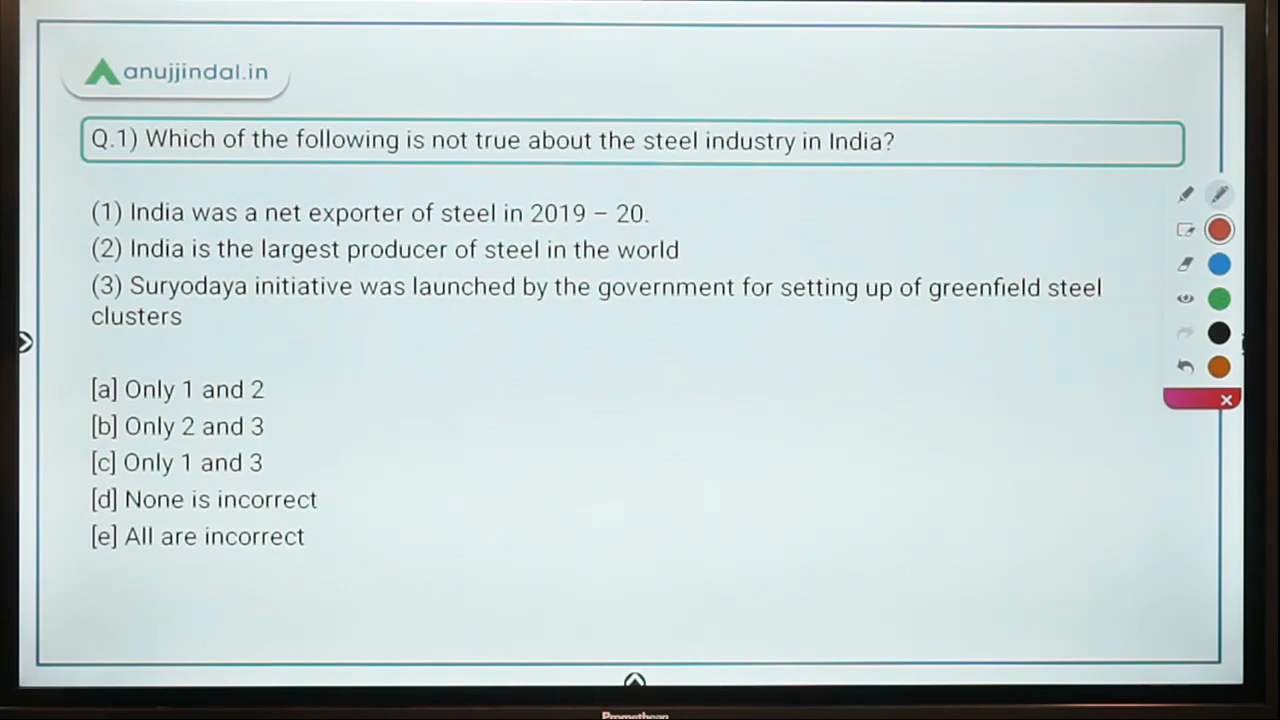 anujjindal.in
Q.1) Which of the following is not true about the steel industry in India?
(1) India was a net exporter of steel in 2019 – 20.
(2) India is the largest producer of steel in the world
(3) Suryodaya initiative was launched by the government for setting up of greenfield steel
clusters
[a] Only 1 and 2
[b] Only 2 and 3
[c] Only 1 and 3
[d] None is incorrect
[e] All are incorrect
Promethean